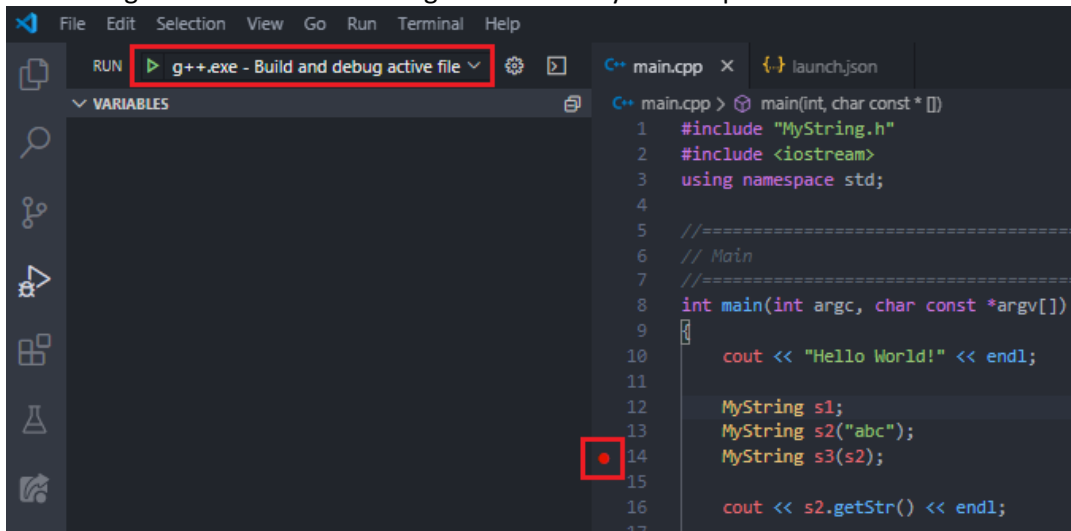 File Edit Selection View Go Run Terminal Help
RUN g++.exe - Build and debug active file
VARIABLES
C++ main.cpp × {..} launch.json
C++ main.cpp > main(int, char const * [])
1 #include "MyString.h"
2 #include <iostream>
3 using namespace std;
4
5 //====================================
6 // Main
7 //====================================
8 int main(int argc, char const *argv[])
9 {
10 cout << "Hello World!" << endl;
11
12 MyString s1;
13 MyString s2("abc");
14 MyString s3(s2);
15
16 cout << s2.getStr() << endl;